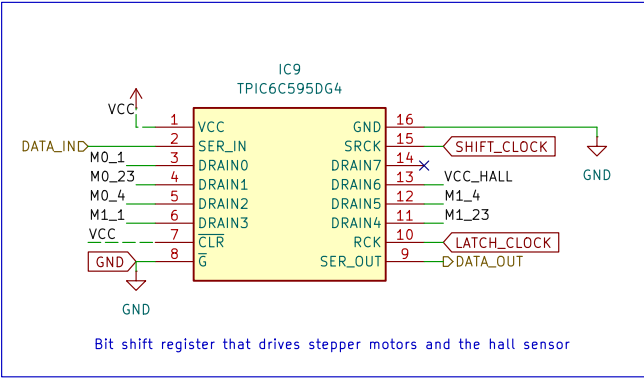 IC9
TPIC6C595DG4
VCC
1 VCC GND 16
DATA_IN 2 SER_IN SRCK 15 SHIFT_CLOCK
M0_1 3 DRAIN0 DRAIN7 14
M0_23 4 DRAIN1 DRAIN6 13 VCC_HALL
M0_4 5 DRAIN2 DRAIN5 12 M1_4
M1_1 6 DRAIN3 DRAIN4 11 M1_23
VCC 7 CLR RCK 10 LATCH_CLOCK
GND 8 G SER_OUT 9 DATA_OUT
GND
GND
Bit shift register that drives stepper motors and the hall sensor